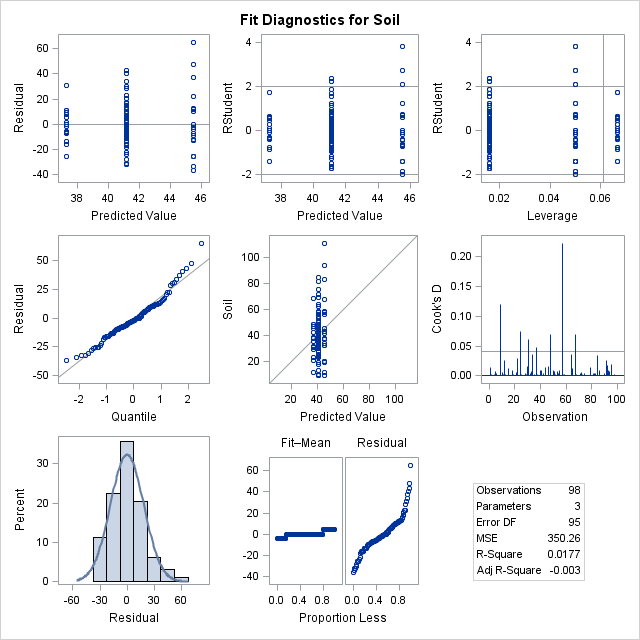 Fit Diagnostics for Soil
Residual
60
40
20
0
-20
-40
38 40 42 44 46
Predicted Value
RStudent
4
2
0
-2
38 40 42 44 46
Predicted Value
RStudent
4
2
0
-2
0.02 0.04 0.06
Leverage
Residual
50
25
0
-25
-50
-2 -1 0 1 2
Quantile
Soil
100
80
60
40
20
20 40 60 80 100
Predicted Value
Cook's D
0.20
0.15
0.10
0.05
0.00
0 20 40 60 80 100
Observation
Percent
30
20
10
0
-60 -30 0 30 60
Residual
Fit–Mean Residual
60
40
20
0
-20
-40
0.0 0.4 0.8 0.0 0.4 0.8
Proportion Less
Observations 98
Parameters 3
Error DF 95
MSE 350.26
R-Square 0.0177
Adj R-Square -0.003